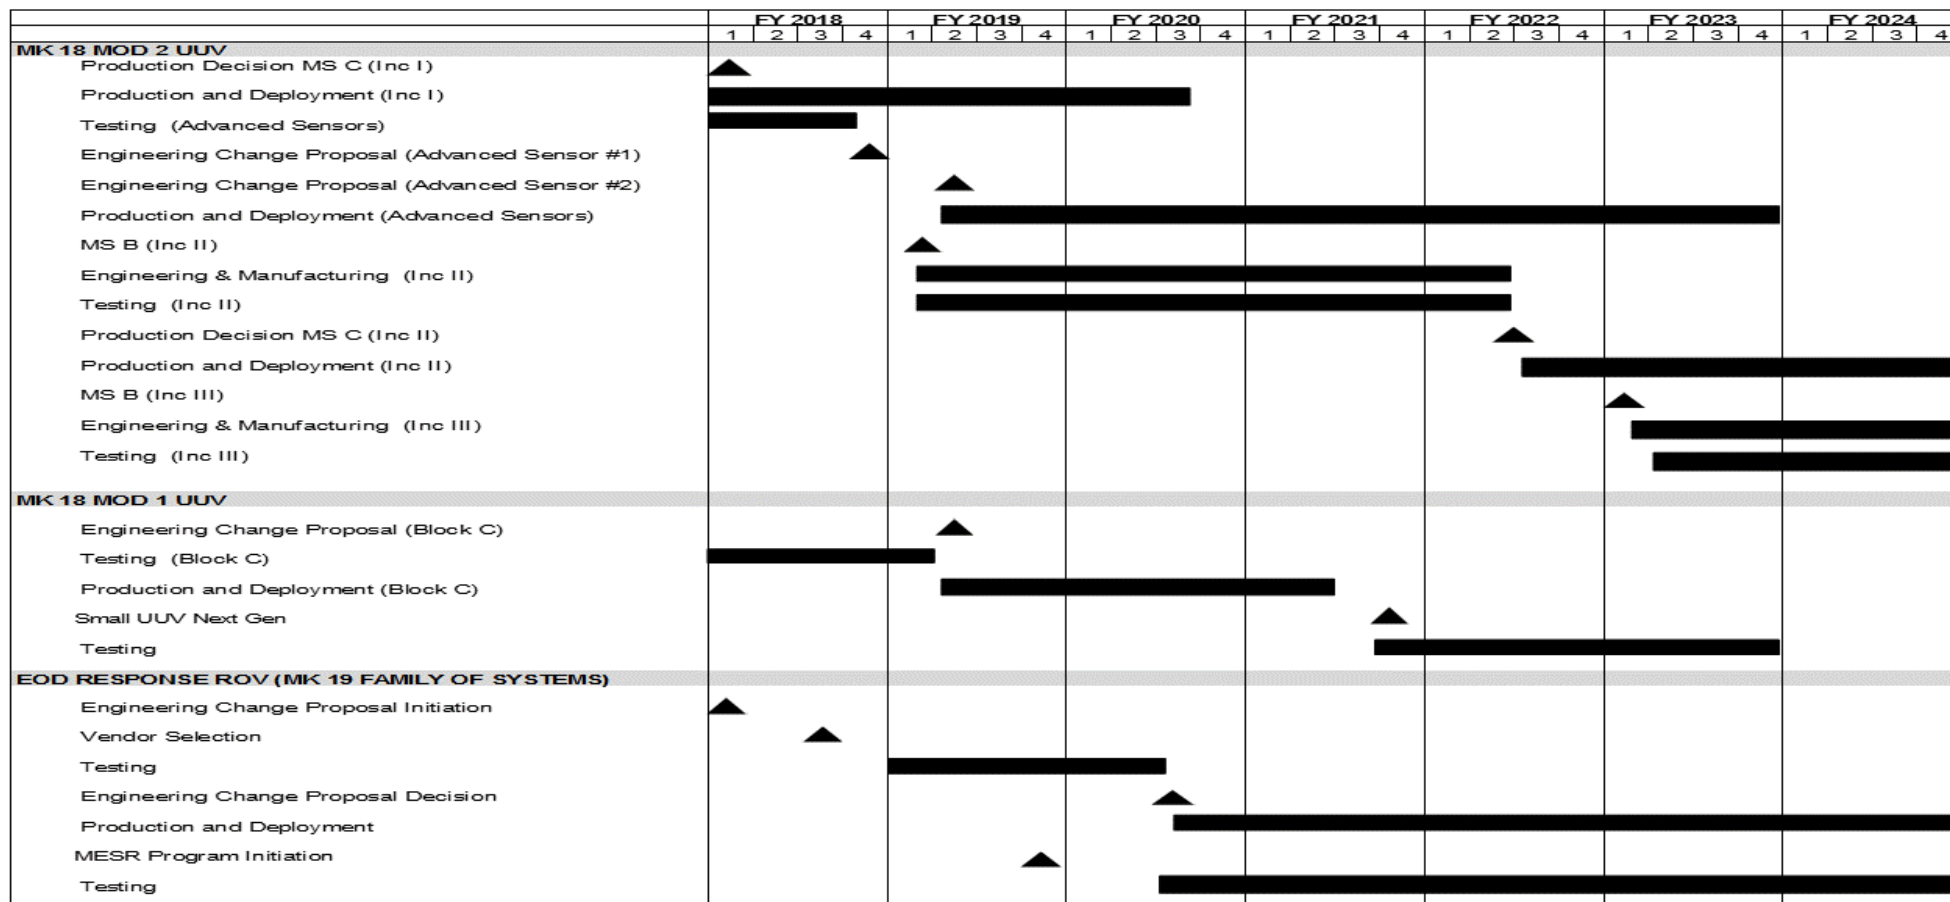 FY 2018 FY 2019 FY 2020 FY 2021 FY 2022 FY 2023 FY 2024
1 2 3 4 1 2 3 4 1 2 3 4 1 2 3 4 1 2 3 4 1 2 3 4 1 2 3 4
MK 18 MOD 2 UUV
Production Decision MS C (Inc I)
Production and Deployment (Inc I)
Testing (Advanced Sensors)
Engineering Change Proposal (Advanced Sensor #1)
Engineering Change Proposal (Advanced Sensor #2)
Production and Deployment (Advanced Sensors)
MS B (Inc II)
Engineering & Manufacturing (Inc II)
Testing (Inc II)
Production Decision MS C (Inc II)
Production and Deployment (Inc II)
MS B (Inc III)
Engineering & Manufacturing (Inc III)
Testing (Inc III)
MK 18 MOD 1 UUV
Engineering Change Proposal (Block C)
Testing (Block C)
Production and Deployment (Block C)
Small UUV Next Gen
Testing
EOD RESPONSE ROV (MK 19 FAMILY OF SYSTEMS)
Engineering Change Proposal Initiation
Vendor Selection
Testing
Engineering Change Proposal Decision
Production and Deployment
MESR Program Initiation
Testing